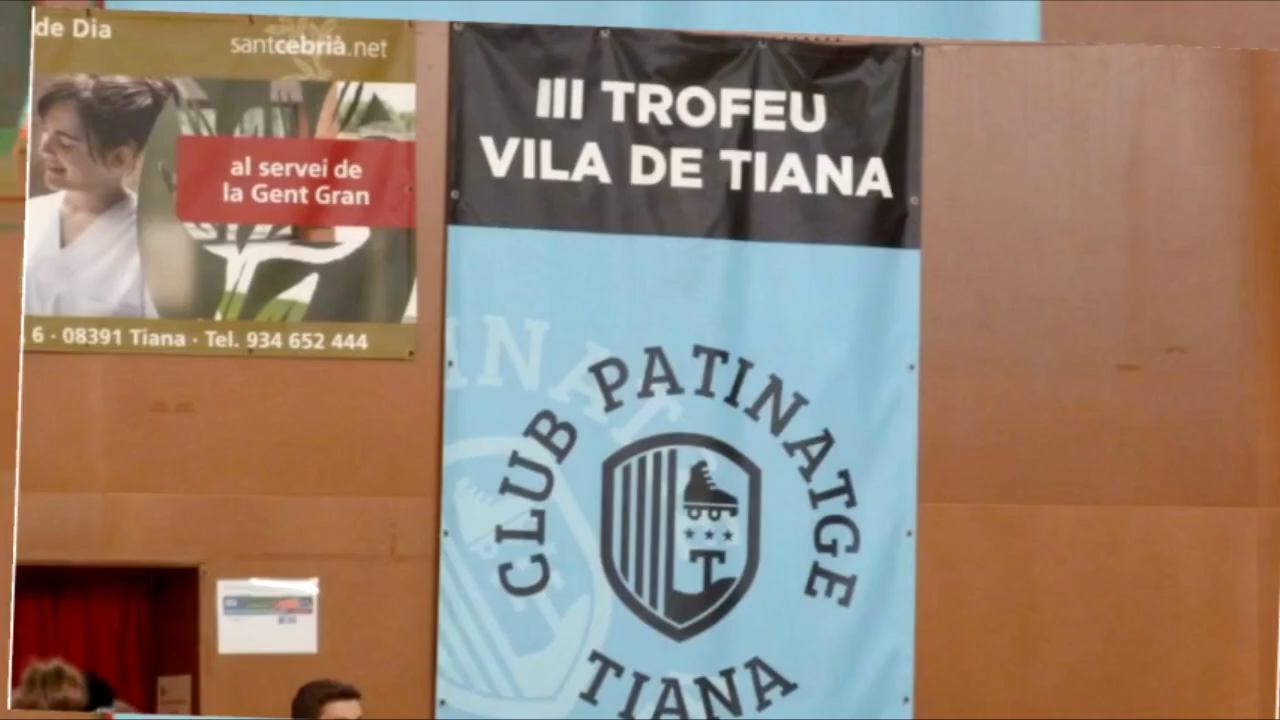 de Dia
santcebrià.net
al servei de
la Gent Gran
6 · 08391 Tiana · Tel. 934 652 444
III TROFEU
VILA DE TIANA
CLUB PATINATGE
TIANA